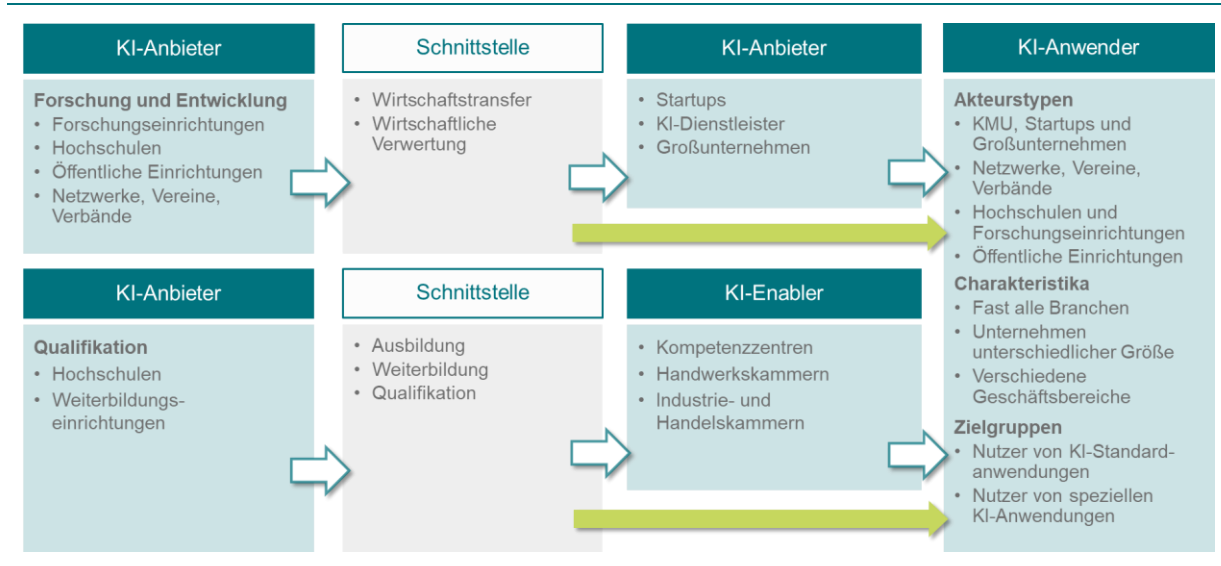 KI-Anbieter
Forschung und Entwicklung
• Forschungseinrichtungen
• Hochschulen
• Öffentliche Einrichtungen
• Netzwerke, Vereine,
Verbände
Schnittstelle
• Wirtschaftstransfer
• Wirtschaftliche
Verwertung
KI-Anbieter
• Startups
• KI-Dienstleister
• Großunternehmen
KI-Anbieter
Qualifikation
• Hochschulen
• Weiterbildungs-
einrichtungen
Schnittstelle
• Ausbildung
• Weiterbildung
• Qualifikation
KI-Enabler
• Kompetenzzentren
• Handwerkskammern
• Industrie- und
Handelskammern
KI-Anwender
Akteurstypen
• KMU, Startups und
Großunternehmen
• Netzwerke, Vereine,
Verbände
• Hochschulen und
Forschungseinrichtungen
• Öffentliche Einrichtungen
Charakteristika
• Fast alle Branchen
• Unternehmen
unterschiedlicher Größe
• Verschiedene
Geschäftsbereiche
Zielgruppen
• Nutzer von KI-Standard-
anwendungen
• Nutzer von speziellen
KI-Anwendungen